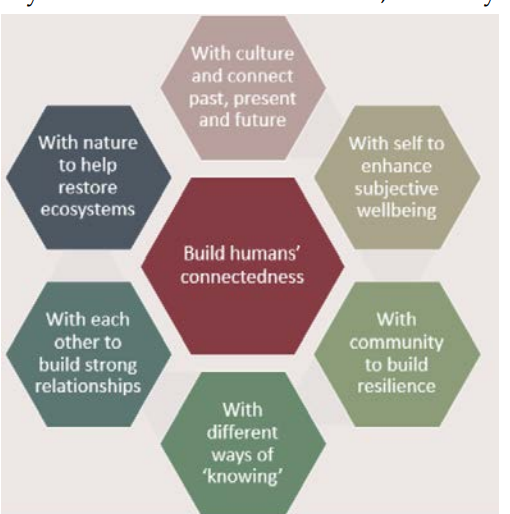 With culture
and connect
past, present
and future
With self to
enhance
subjective
wellbeing
With
community
to build
resilience
With
different
ways of
‘knowing’
With each
other to
build strong
relationships
With nature
to help
restore
ecosystems
Build humans’
connectedness